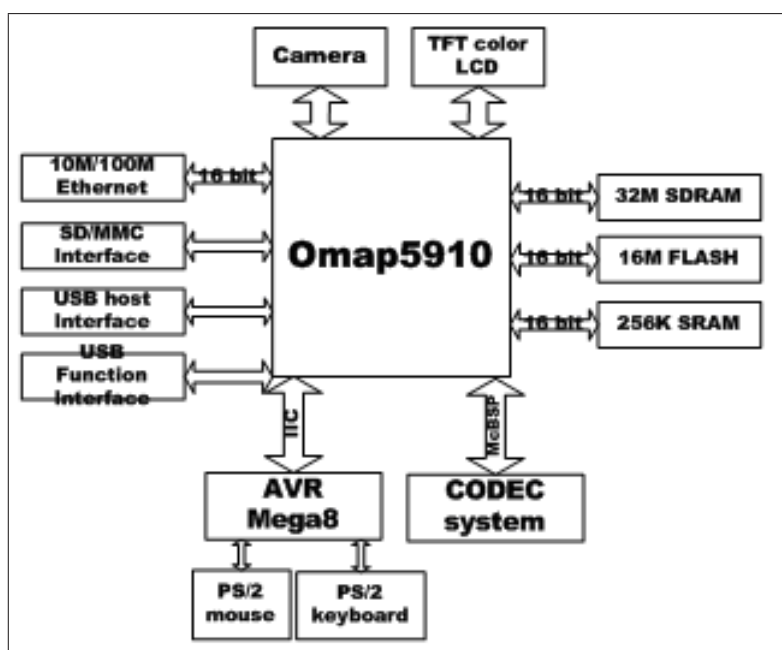 Camera
TFT color
LCD
10M/100M
Ethernet
16 bit
SD/MMC
Interface
USB host
Interface
USB
Function
Interface
Omap5910
16 bit
32M SDRAM
16 bit
16M FLASH
16 bit
256K SRAM
IIC
McBSP
AVR
Mega8
CODEC
system
PS/2
mouse
PS/2
keyboard